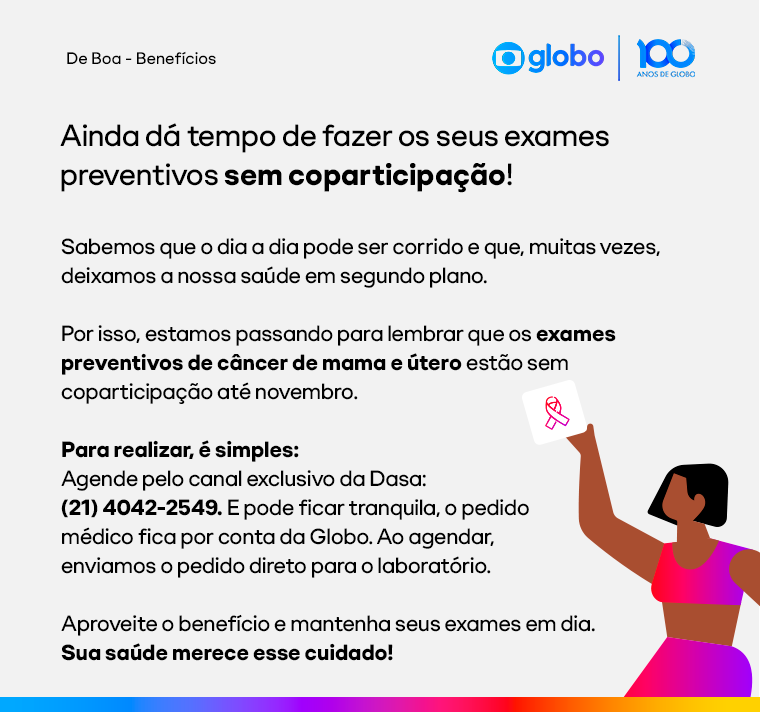 De Boa - Benefícios
globo
100
ANOS DE GLOBO
Ainda dá tempo de fazer os seus exames
preventivos sem coparticipação!
Sabemos que o dia a dia pode ser corrido e que, muitas vezes,
deixamos a nossa saúde em segundo plano.
Por isso, estamos passando para lembrar que os exames
preventivos de câncer de mama e útero estão sem
coparticipação até novembro.
Para realizar, é simples:
Agende pelo canal exclusivo da Dasa:
(21) 4042-2549. E pode ficar tranquila, o pedido
médico fica por conta da Globo. Ao agendar,
enviamos o pedido direto para o laboratório.
Aproveite o benefício e mantenha seus exames em dia.
Sua saúde merece esse cuidado!